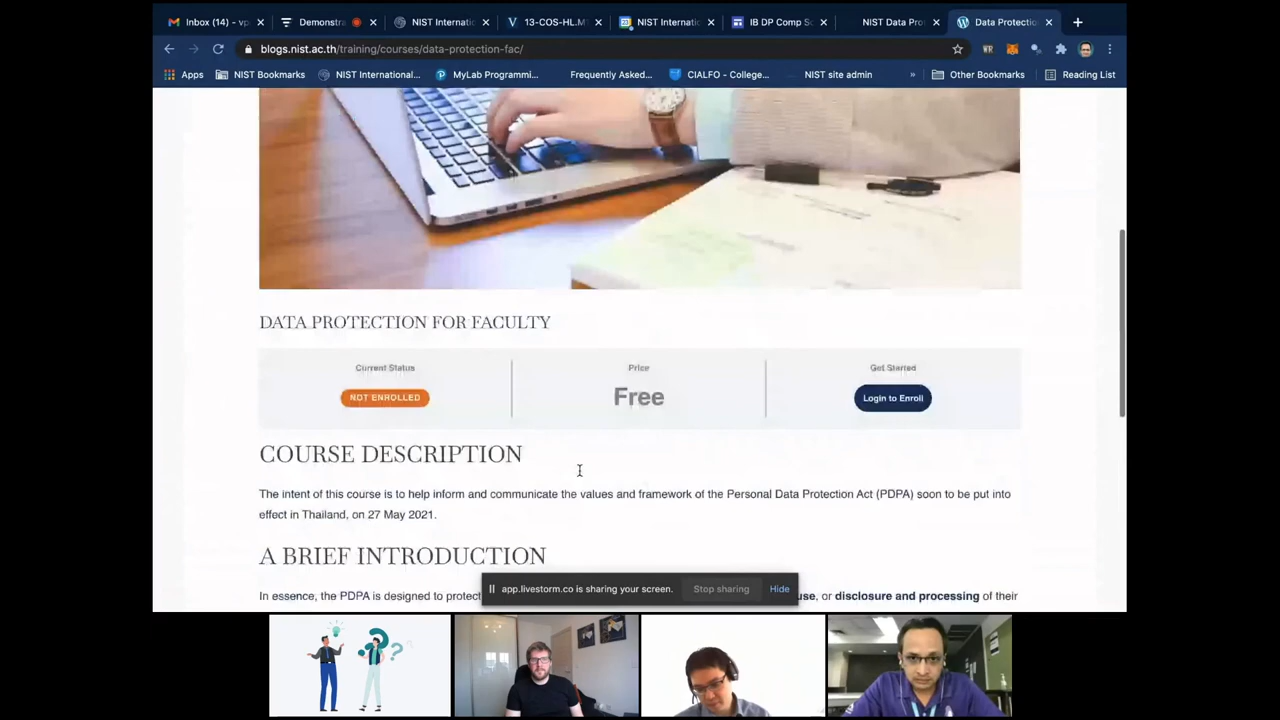 Inbox (14) - vp
Demonstra
NIST Internatio
13-COS-HL.M
NIST Internatio
IB DP Comp Sc
NIST Data Pro
Data Protectio
blogs.nist.ac.th/training/courses/data-protection-fac/
WR
Apps
NIST Bookmarks
NIST International...
MyLab Programmi...
Frequently Asked...
CIALFO - College...
NIST site admin
»
Other Bookmarks
Reading List
DATA PROTECTION FOR FACULTY
Current Status
Price
Get Started
NOT ENROLLED
Free
Login to Enroll
COURSE DESCRIPTION
The intent of this course is to help inform and communicate the values and framework of the Personal Data Protection Act (PDPA) soon to be put into
effect in Thailand, on 27 May 2021.
A BRIEF INTRODUCTION
app.livestorm.co is sharing your screen.
Stop sharing
Hide
In essence, the PDPA is designed to protect
use, or disclosure and processing of their